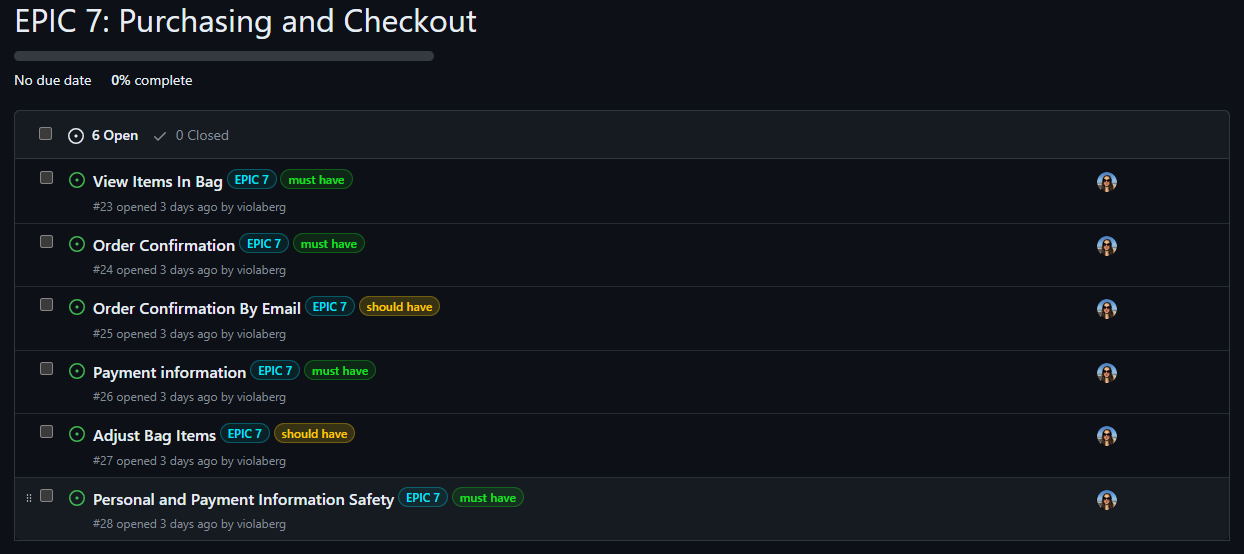 EPIC 7: Purchasing and Checkout
No due date 0% complete
6 Open 0 Closed
View Items In Bag EPIC 7 must have
#23 opened 3 days ago by violaberg
Order Confirmation EPIC 7 must have
#24 opened 3 days ago by violaberg
Order Confirmation By Email EPIC 7 should have
#25 opened 3 days ago by violaberg
Payment information EPIC 7 must have
#26 opened 3 days ago by violaberg
Adjust Bag Items EPIC 7 should have
#27 opened 3 days ago by violaberg
Personal and Payment Information Safety EPIC 7 must have
#28 opened 3 days ago by violaberg